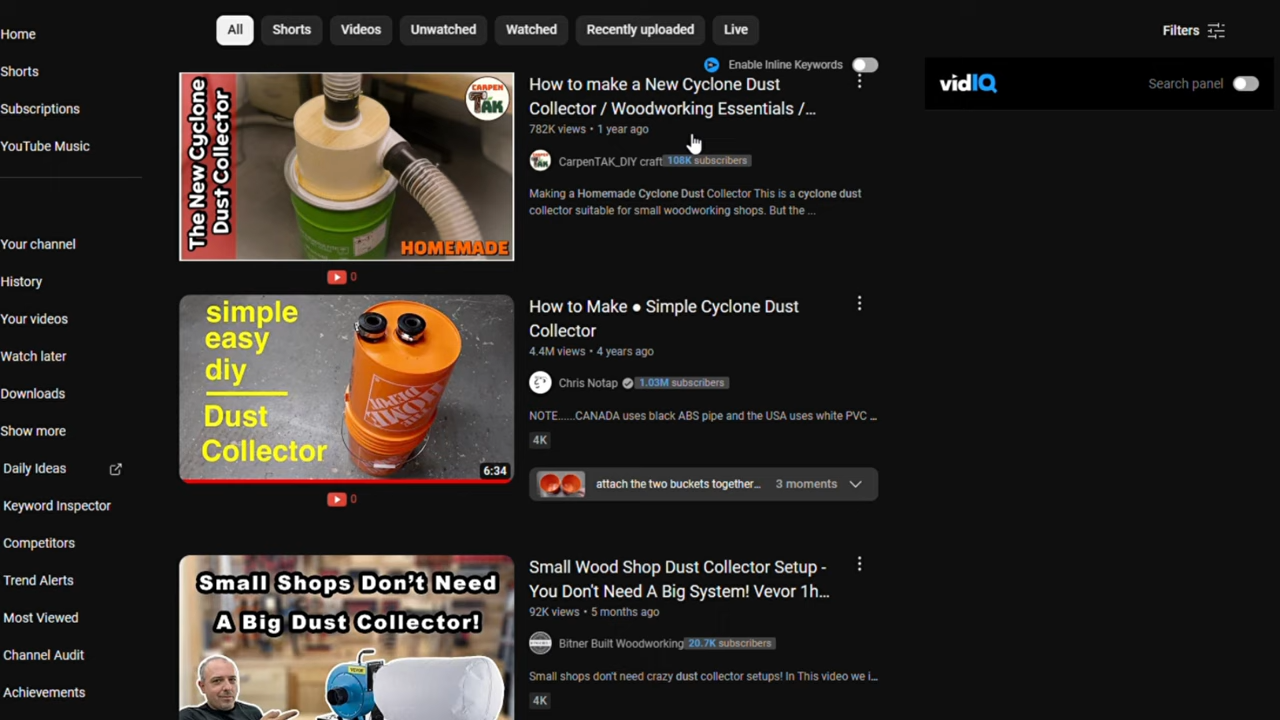 Home
Shorts
Subscriptions
YouTube Music
Your channel
History
Your videos
Watch later
Downloads
Show more
Daily Ideas
Keyword Inspector
Competitors
Trend Alerts
Most Viewed
Channel Audit
Achievements
All
Shorts
Videos
Unwatched
Watched
Recently uploaded
Live
Filters
Enable Inline Keywords
vidIQ
Search panel
The New Cyclone
Dust Collector
CARPEN
TAK
HOMEMADE
0
How to make a New Cyclone Dust
Collector / Woodworking Essentials /...
782K views • 1 year ago
CarpenTAK_DIY craft 108K subscribers
Making a Homemade Cyclone Dust Collector This is a cyclone dust
collector suitable for small woodworking shops. But the ...
simple
easy
diy
Dust
Collector
THE HOME
DEPOT
6:34
0
How to Make ● Simple Cyclone Dust
Collector
4.4M views • 4 years ago
Chris Notap 1.03M subscribers
NOTE......CANADA uses black ABS pipe and the USA uses white PVC ...
4K
attach the two buckets together... 3 moments
Small Shops Don't Need
A Big Dust Collector!
VEVOR
Small Wood Shop Dust Collector Setup -
You Don't Need A Big System! Vevor 1h...
92K views • 5 months ago
Bitner Built Woodworking 20.7K subscribers
Small shops don't need crazy dust collector setups! In This video we i...
4K